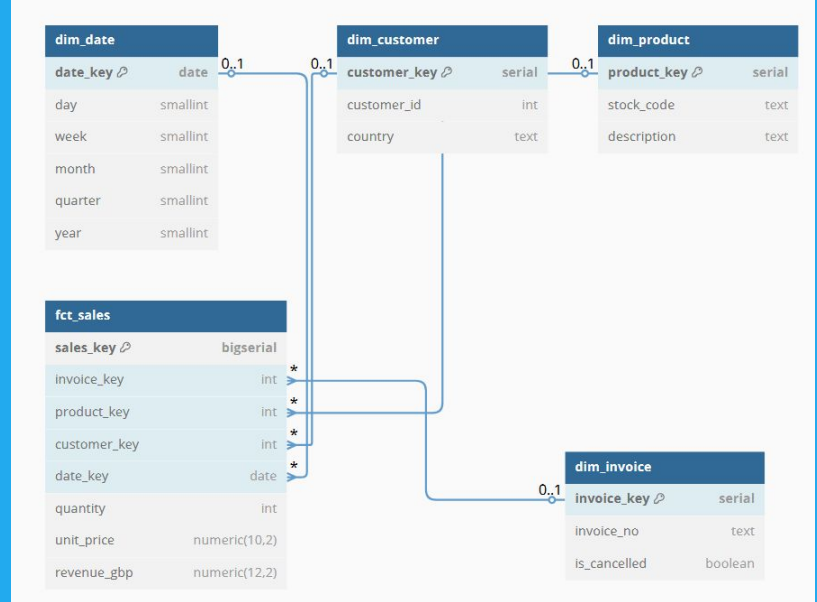 dim_date
date_key date
day smallint
week smallint
month smallint
quarter smallint
year smallint
0..1
0..1
dim_customer
customer_key serial
customer_id int
country text
0..1
dim_product
product_key serial
stock_code text
description text
fct_sales
sales_key bigserial
invoice_key int
product_key int
customer_key int
date_key date
quantity int
unit_price numeric(10,2)
revenue_gbp numeric(12,2)
*
*
*
*
0..1
dim_invoice
invoice_key serial
invoice_no text
is_cancelled boolean